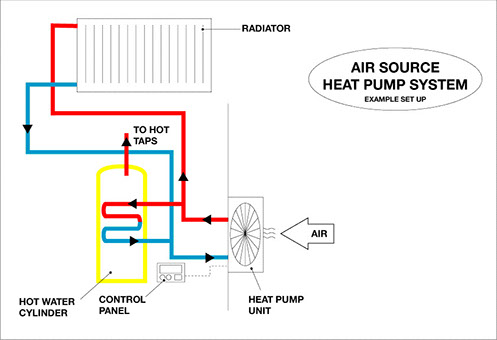 RADIATOR
AIR SOURCE
HEAT PUMP SYSTEM
EXAMPLE SET UP
TO HOT
TAPS
AIR
HOT WATER
CYLINDER
CONTROL
PANEL
HEAT PUMP
UNIT